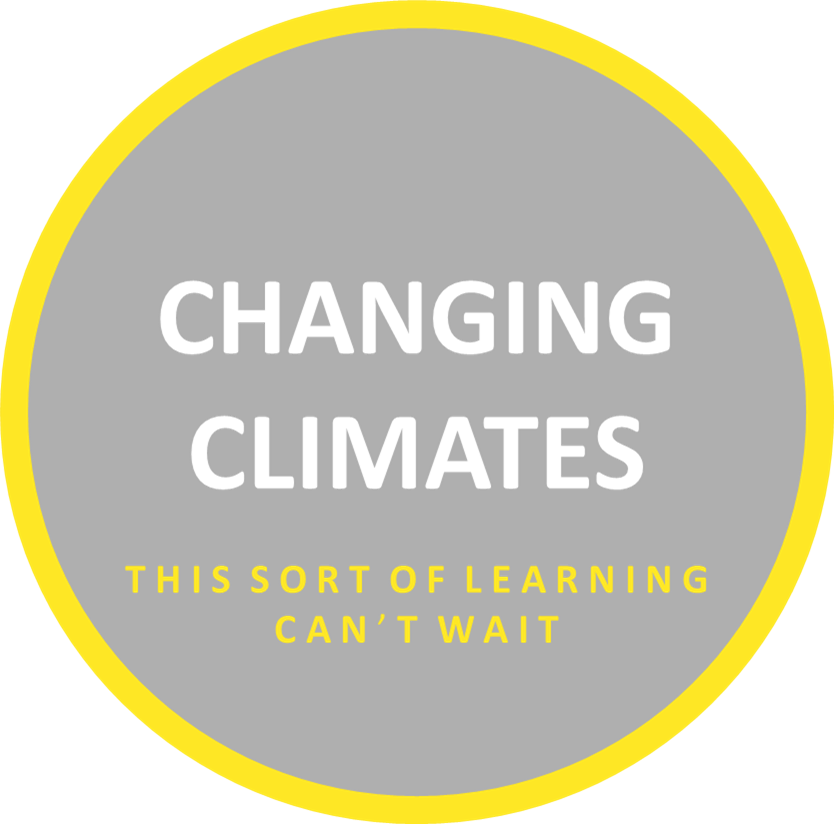 CHANGING
CLIMATES
THIS SORT OF LEARNING
CAN’T WAIT